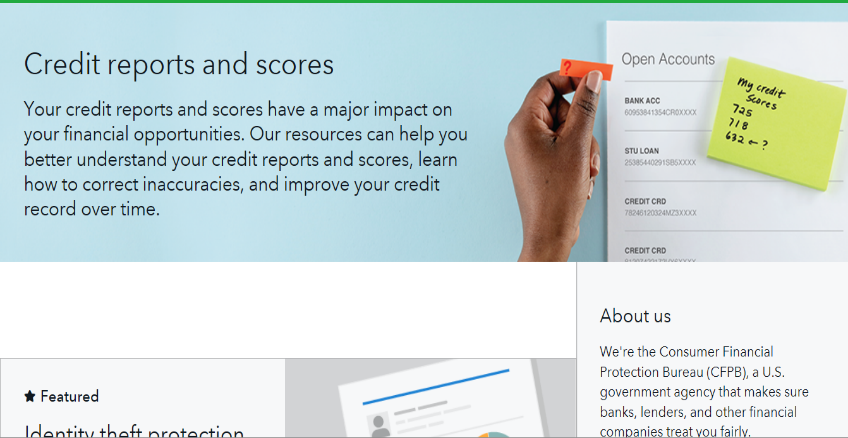 Credit reports and scores
Your credit reports and scores have a major impact on
your financial opportunities. Our resources can help you
better understand your credit reports and scores, learn
how to correct inaccuracies, and improve your credit
record over time.
?
Open Accounts
BANK ACC
60953841354CR0XXXX
STU LOAN
25385440291SB5XXXX
CREDIT CRD
78246120324MZ3XXXX
CREDIT CRD
My credit
Scores
725
718
632 ← ?
★ Featured
Identity theft protection
About us
We're the Consumer Financial
Protection Bureau (CFPB), a U.S.
government agency that makes sure
banks, lenders, and other financial
companies treat you fairly.